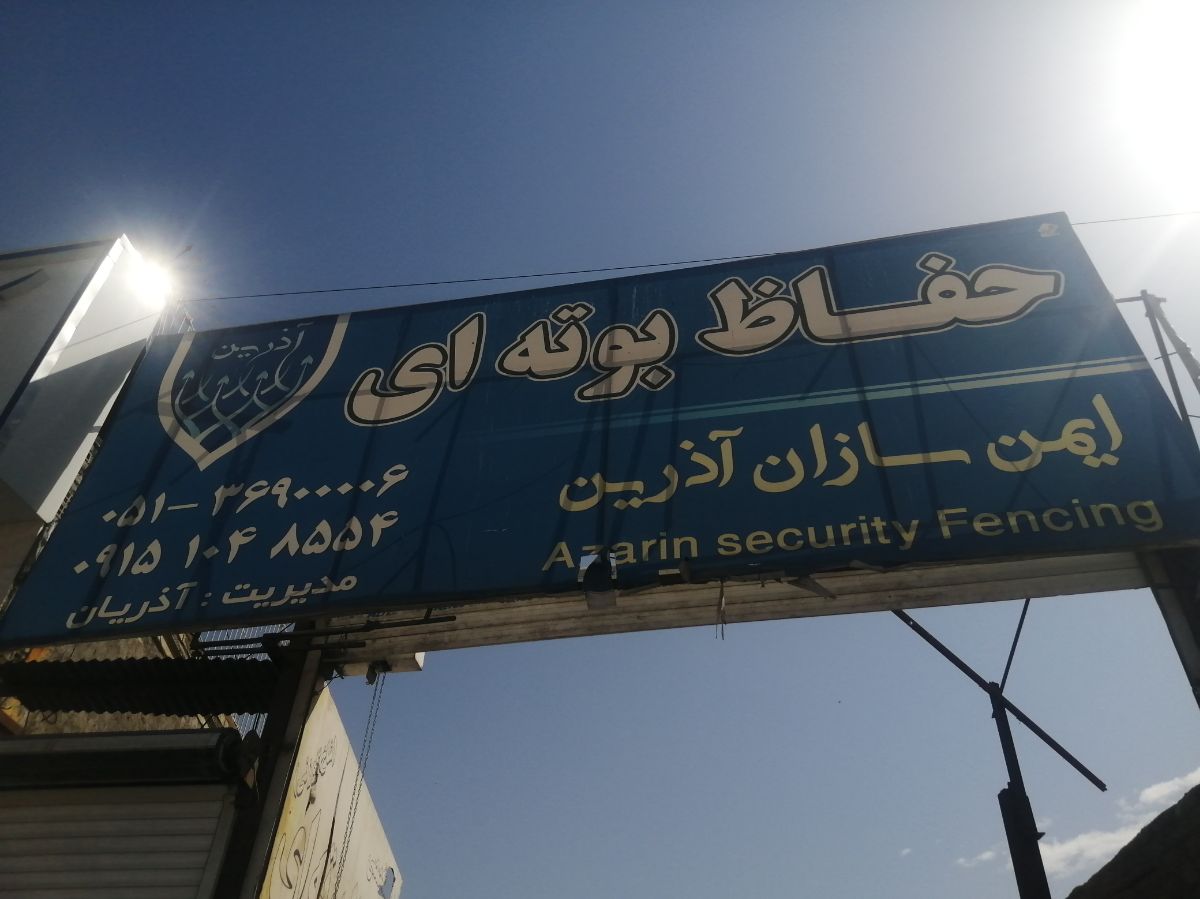 حفاظ بوته ای
آذرین
ایمن سازان آذرین
Azarin security Fencing
۰۵۱-۳۶۹۰۰۰۰۶
۰۹۱۵ ۱۰۴ ۸۵۵۴
مدیریت : آذریان